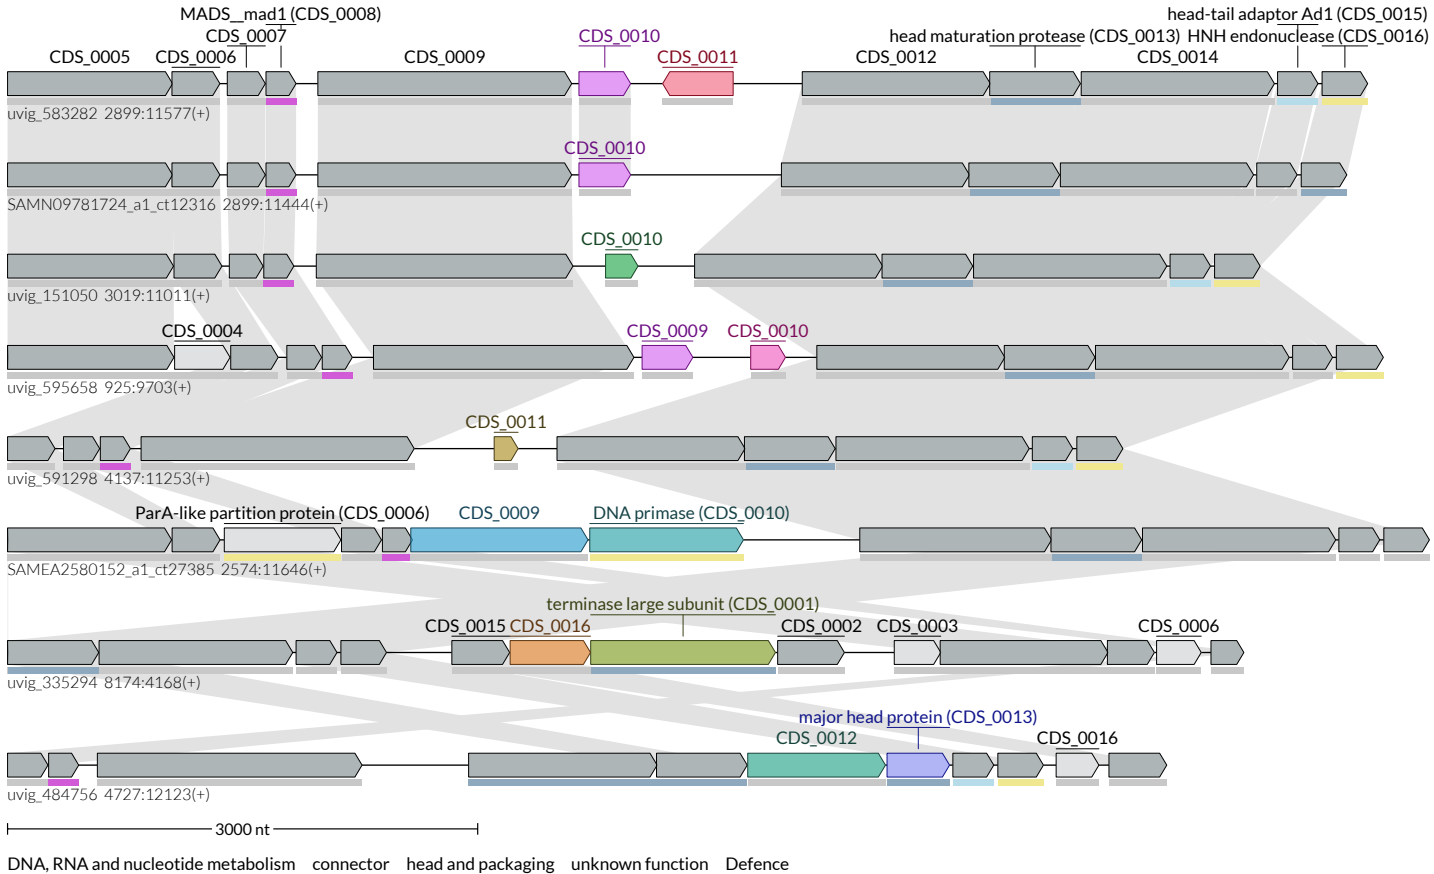 MADS__mad1 (CDS_0008) head-tail adaptor Ad1 (CDS_0015)
CDS_0007 CDS_0010 head maturation protease (CDS_0013) HNH endonuclease (CDS_0016)
CDS_0005 CDS_0006 CDS_0009 CDS_0011 CDS_0012 CDS_0014
uvig_583282 2899:11577(+)
CDS_0010
SAMN09781724_a1_ct12316 2899:11444(+)
CDS_0010
uvig_151050 3019:11011(+)
CDS_0004 CDS_0009 CDS_0010
uvig_595658 925:9703(+)
CDS_0011
uvig_591298 4137:11253(+)
ParA-like partition protein (CDS_0006) CDS_0009 DNA primase (CDS_0010)
SAMEA2580152_a1_ct27385 2574:11646(+)
terminase large subunit (CDS_0001)
CDS_0015 CDS_0016 CDS_0002 CDS_0003 CDS_0006
uvig_335294 8174:4168(+)
major head protein (CDS_0013)
CDS_0012 CDS_0016
uvig_484756 4727:12123(+)
3000 nt
DNA, RNA and nucleotide metabolism connector head and packaging unknown function Defence